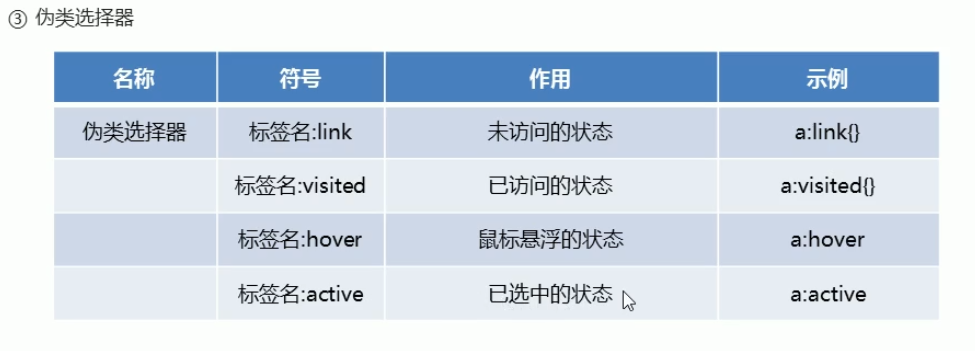 ③ 伪类选择器
名称 符号 作用 示例
伪类选择器 标签名:link 未访问的状态 a:link{}
标签名:visited 已访问的状态 a:visited{}
标签名:hover 鼠标悬浮的状态 a:hover
标签名:active 已选中的状态 a:active